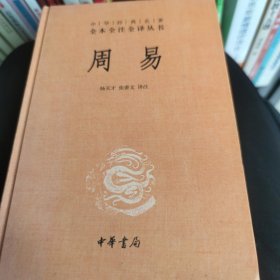 中华经典名著
全本全注全译丛书
周易
杨天才 张善文 译注
中华书局